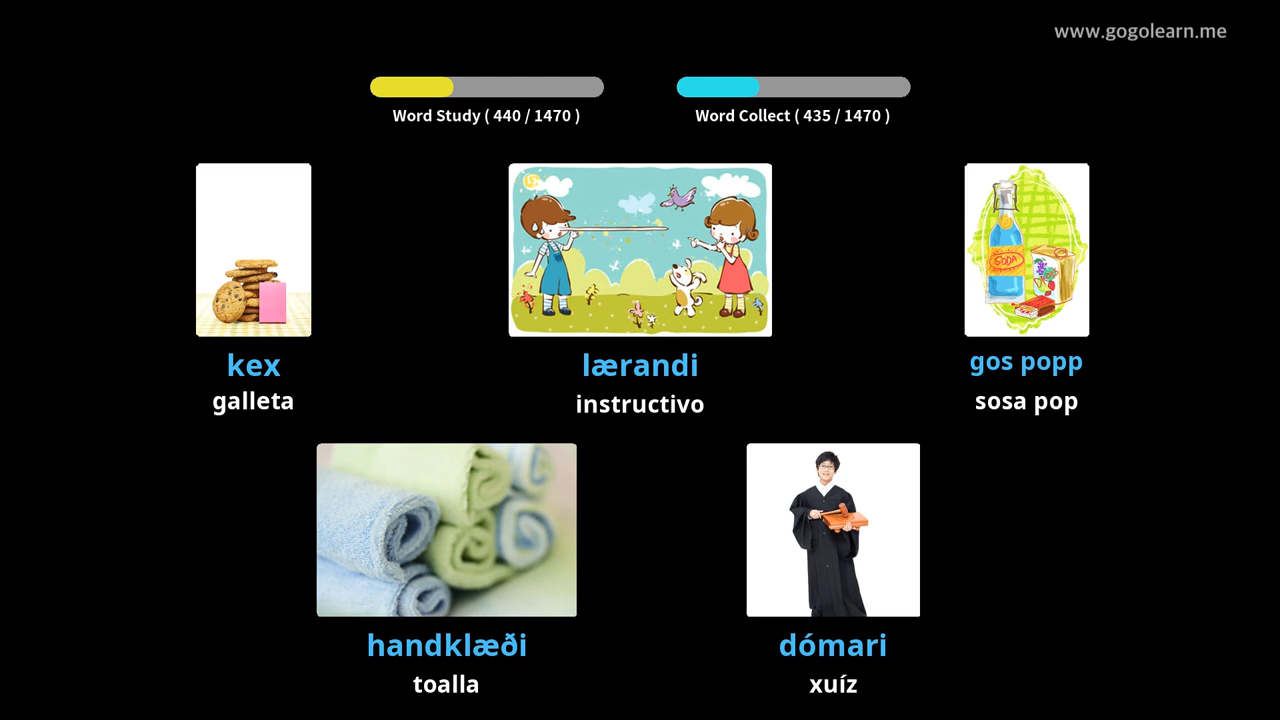 www.gogolearn.me
Word Study ( 440 / 1470 )
Word Collect ( 435 / 1470 )
SODA
kex
galleta
lærandi
instructivo
gos popp
sosa pop
handklæði
toalla
dómari
xuíz